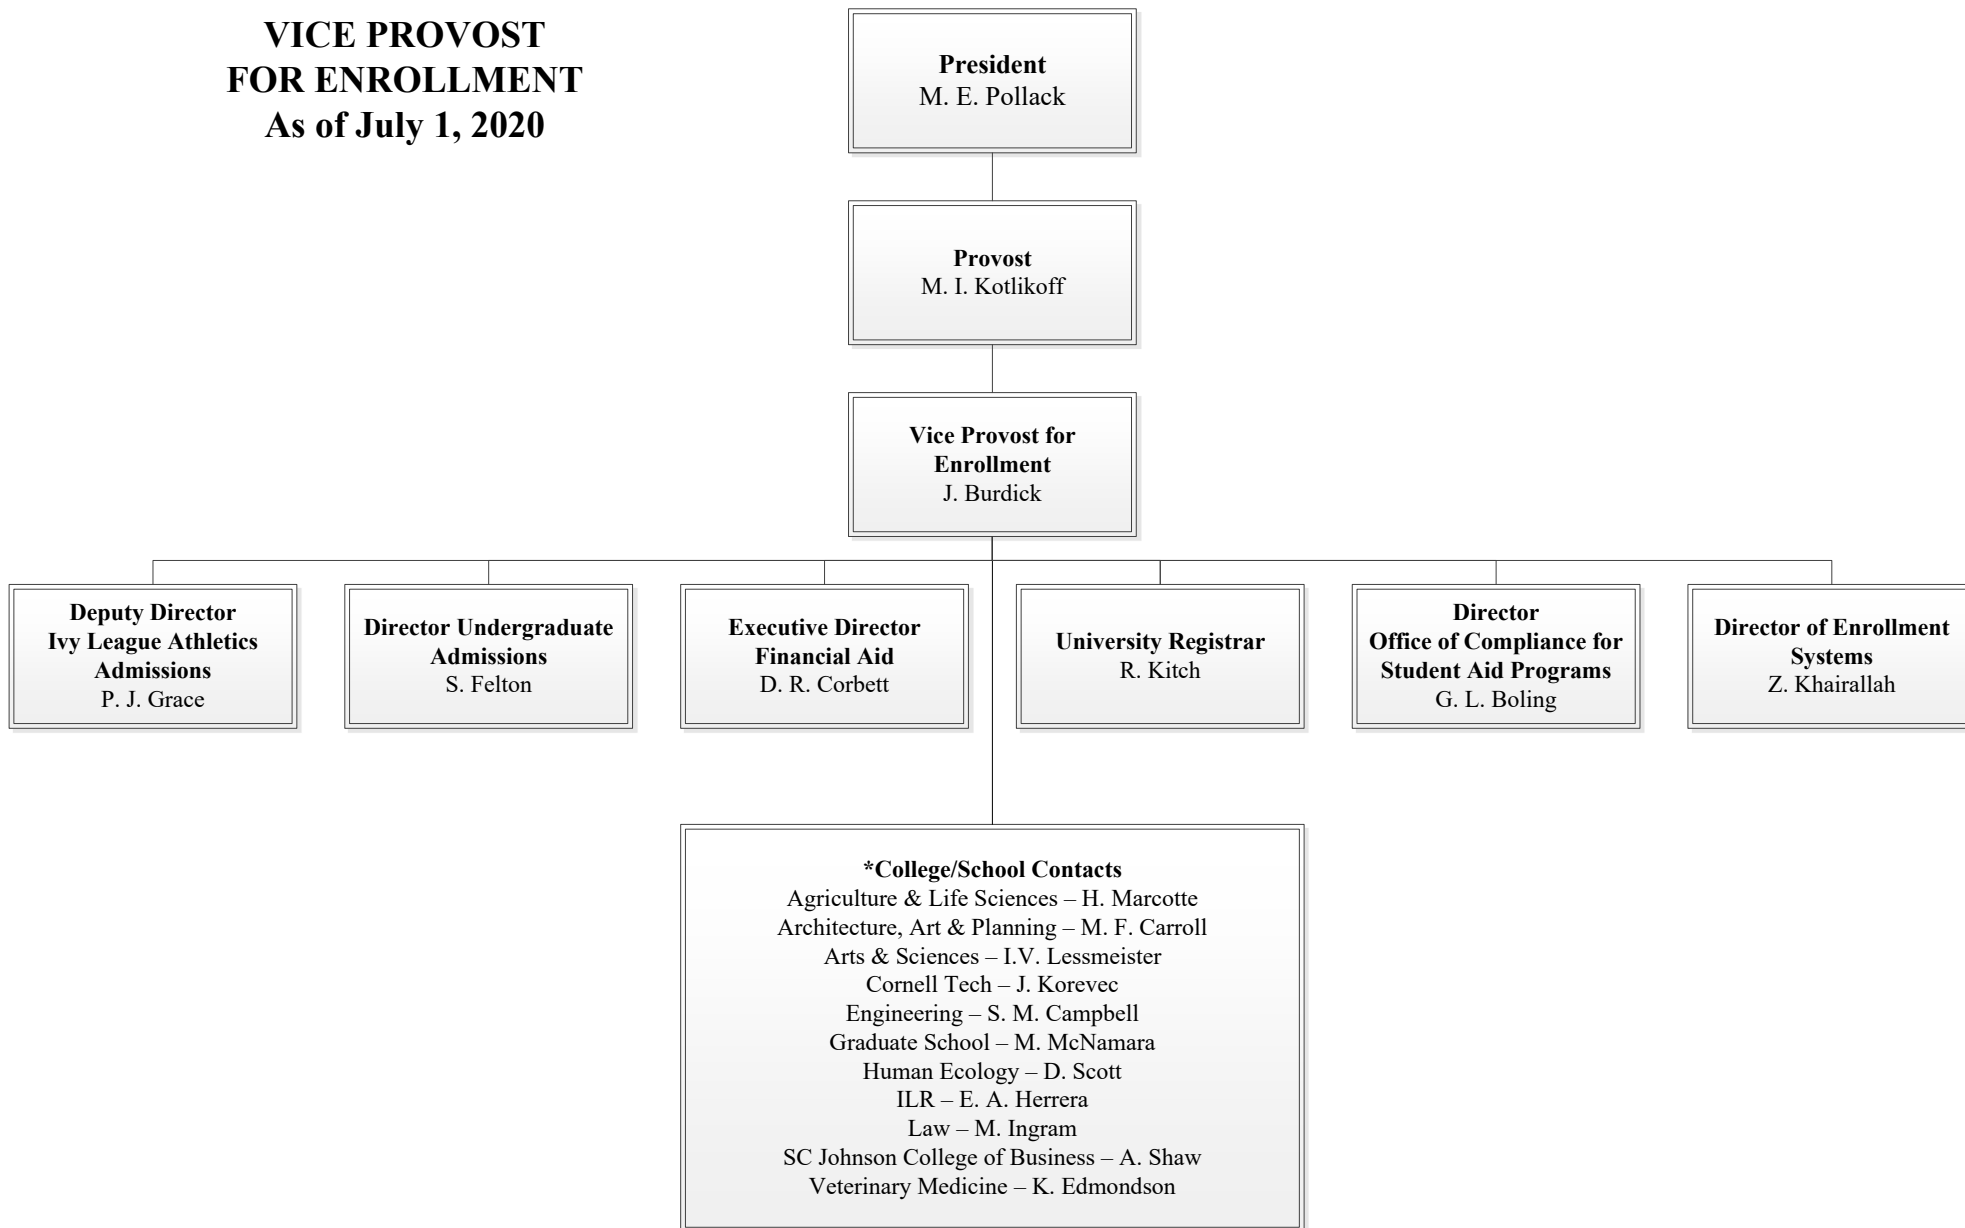 VICE PROVOST
FOR ENROLLMENT
As of July 1, 2020
President
M. E. Pollack
Provost
M. I. Kotlikoff
Vice Provost for
Enrollment
J. Burdick
Deputy Director
Ivy League Athletics
Admissions
P. J. Grace
Director Undergraduate
Admissions
S. Felton
Executive Director
Financial Aid
D. R. Corbett
University Registrar
R. Kitch
Director
Office of Compliance for
Student Aid Programs
G. L. Boling
Director of Enrollment
Systems
Z. Khairallah
*College/School Contacts
Agriculture & Life Sciences – H. Marcotte
Architecture, Art & Planning – M. F. Carroll
Arts & Sciences – I.V. Lessmeister
Cornell Tech – J. Korevec
Engineering – S. M. Campbell
Graduate School – M. McNamara
Human Ecology – D. Scott
ILR – E. A. Herrera
Law – M. Ingram
SC Johnson College of Business – A. Shaw
Veterinary Medicine – K. Edmondson